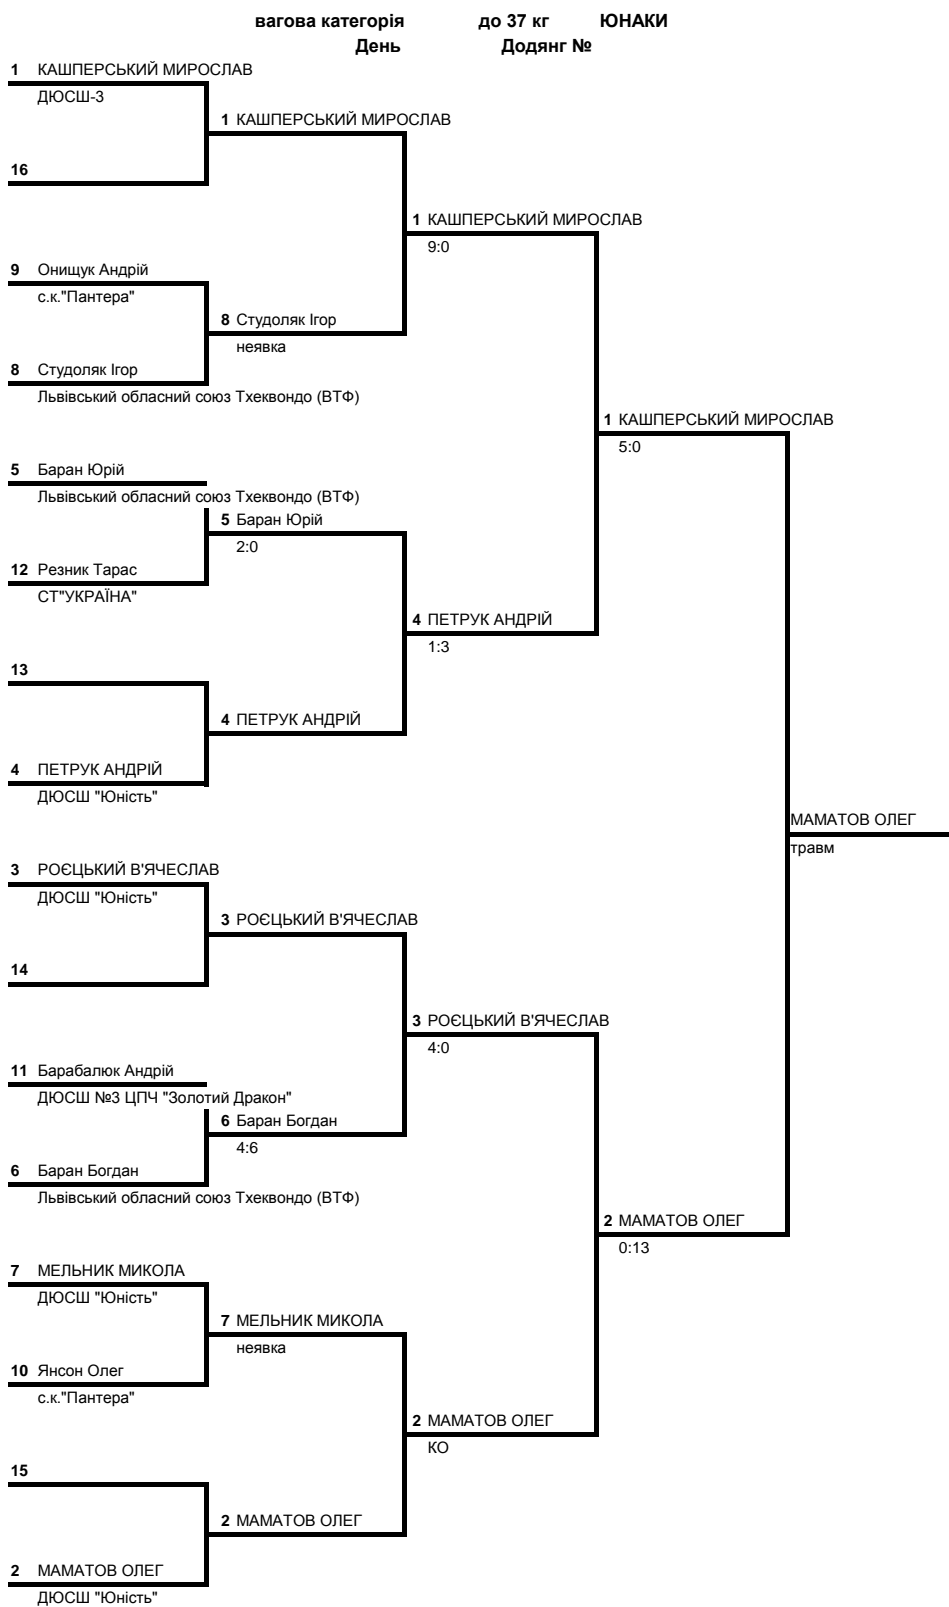 вагова категорія до 37 кг ЮНАКИ
День Додянг №
1 КАШПЕРСЬКИЙ МИРОСЛАВ
ДЮСШ-3
1 КАШПЕРСЬКИЙ МИРОСЛАВ
16
1 КАШПЕРСЬКИЙ МИРОСЛАВ
9:0
9 Онищук Андрій
с.к."Пантера"
8 Студоляк Ігор
неявка
8 Студоляк Ігор
Львівський обласний союз Тхеквондо (ВТФ)
1 КАШПЕРСЬКИЙ МИРОСЛАВ
5:0
5 Баран Юрій
Львівський обласний союз Тхеквондо (ВТФ)
5 Баран Юрій
2:0
12 Резник Тарас
СТ"УКРАЇНА"
4 ПЕТРУК АНДРІЙ
1:3
13
4 ПЕТРУК АНДРІЙ
4 ПЕТРУК АНДРІЙ
ДЮСШ "Юність"
МАМАТОВ ОЛЕГ
травм
3 РОЄЦЬКИЙ В'ЯЧЕСЛАВ
ДЮСШ "Юність"
3 РОЄЦЬКИЙ В'ЯЧЕСЛАВ
14
3 РОЄЦЬКИЙ В'ЯЧЕСЛАВ
4:0
11 Барабалюк Андрій
ДЮСШ №3 ЦПЧ "Золотий Дракон"
6 Баран Богдан
4:6
6 Баран Богдан
Львівський обласний союз Тхеквондо (ВТФ)
2 МАМАТОВ ОЛЕГ
0:13
7 МЕЛЬНИК МИКОЛА
ДЮСШ "Юність"
7 МЕЛЬНИК МИКОЛА
неявка
10 Янсон Олег
с.к."Пантера"
2 МАМАТОВ ОЛЕГ
КО
15
2 МАМАТОВ ОЛЕГ
2 МАМАТОВ ОЛЕГ
ДЮСШ "Юність"